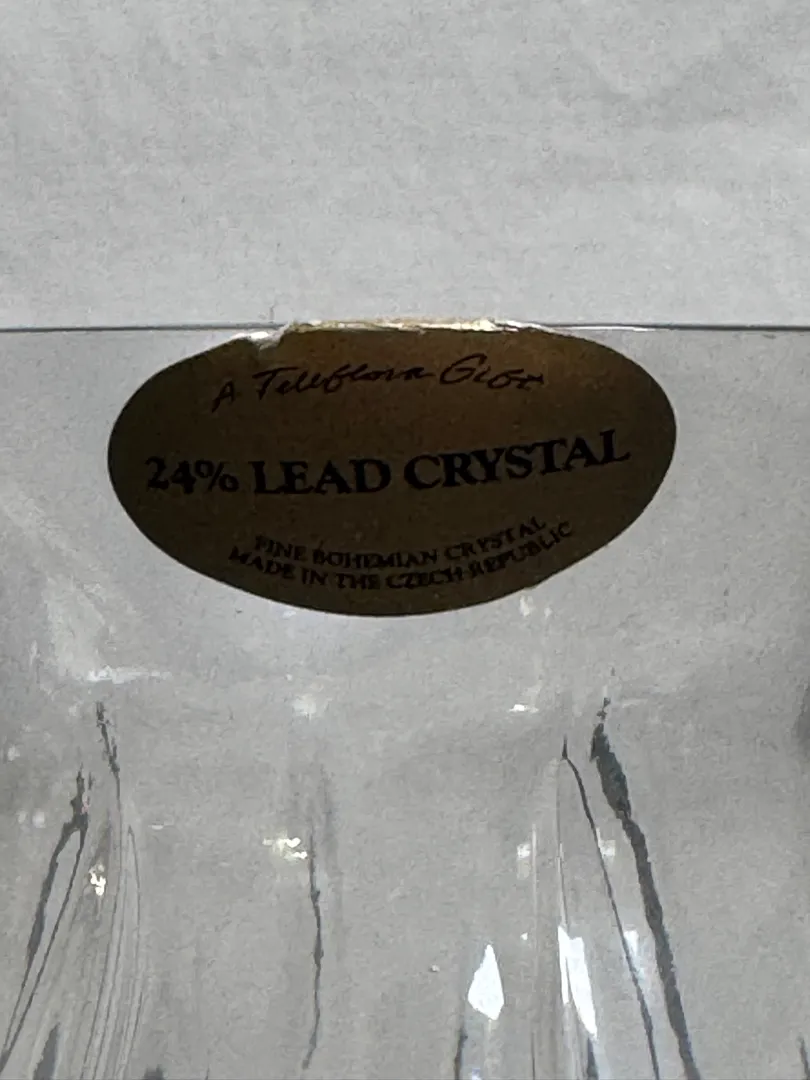 A Teleflora Gift
24% LEAD CRYSTAL
FINE BOHEMIAN CRYSTAL
MADE IN THE CZECH REPUBLIC